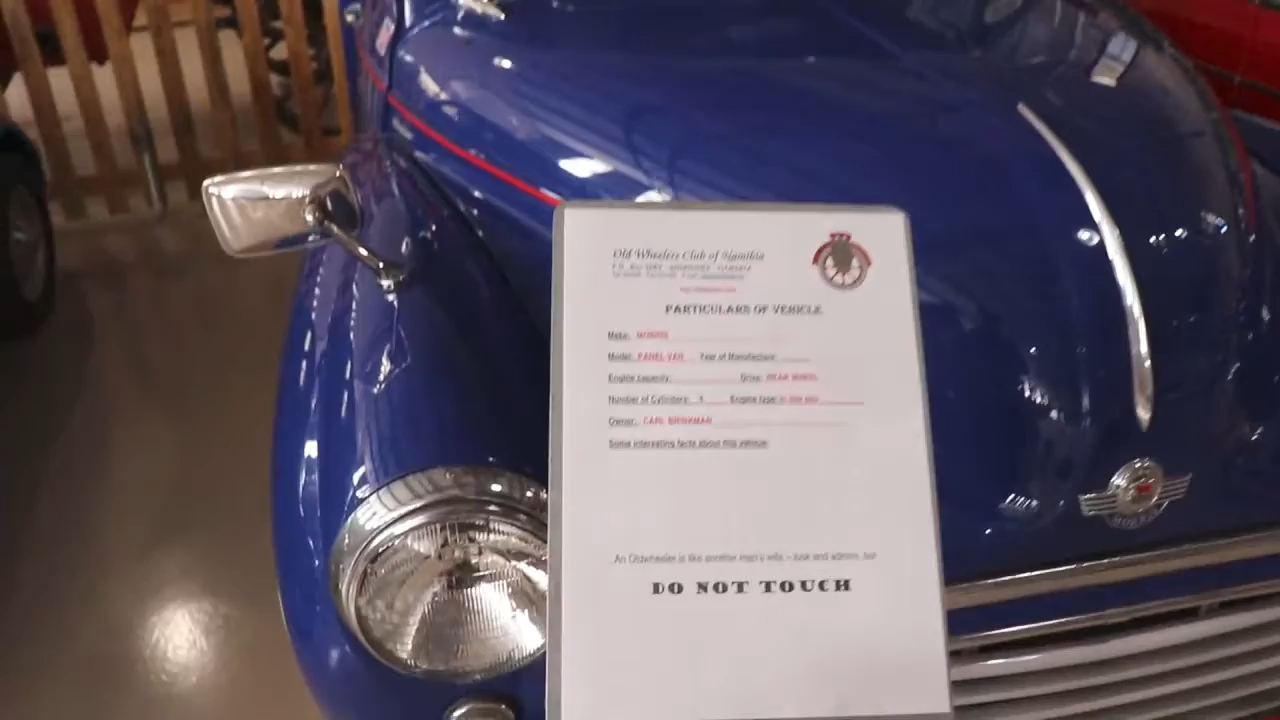 Old Wheelers Club of Namibia
PARTICULARS OF VEHICLE
Make: MORRIS
Model: PANEL VAN Year of Manufacture:
Engine capacity: Drive: REAR WHEEL
Number of Cylinders: 4 Engine type:
Owner: CARL BRINKMAN
Some interesting facts about this vehicle:
An Oldwheeler is like another man's wife – look and admire, but
DO NOT TOUCH
MORRIS